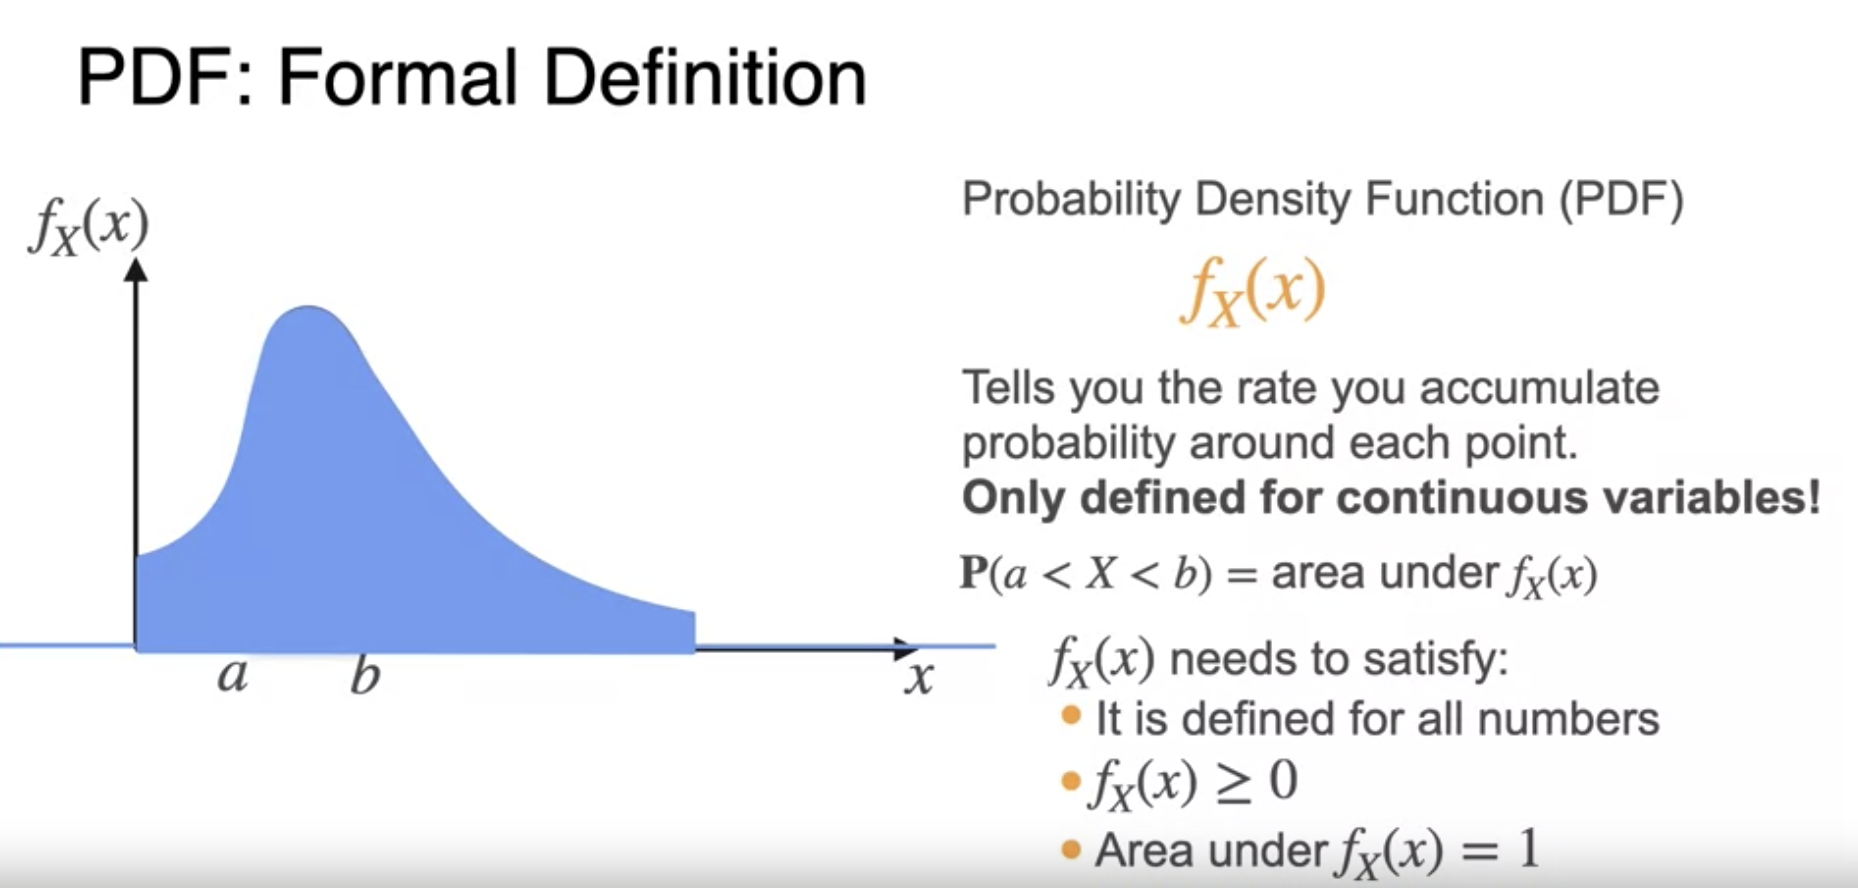 PDF: Formal Definition
f_X(x)
a
b
x
Probability Density Function (PDF)
f_X(x)
Tells you the rate you accumulate
probability around each point.
Only defined for continuous variables!
P(a < X < b) = area under f_X(x)
f_X(x) needs to satisfy:
• It is defined for all numbers
• f_X(x) ≥ 0
• Area under f_X(x) = 1